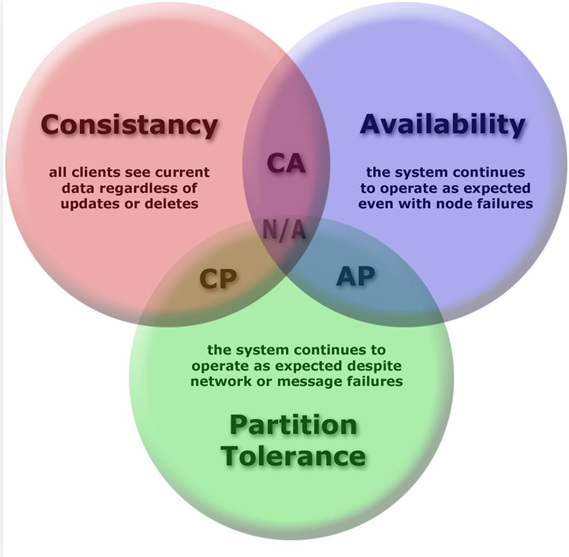 Consistancy
all clients see current
data regardless of
updates or deletes
Availability
the system continues
to operate as expected
even with node failures
CA
N/A
CP
AP
the system continues to
operate as expected despite
network or message failures
Partition
Tolerance